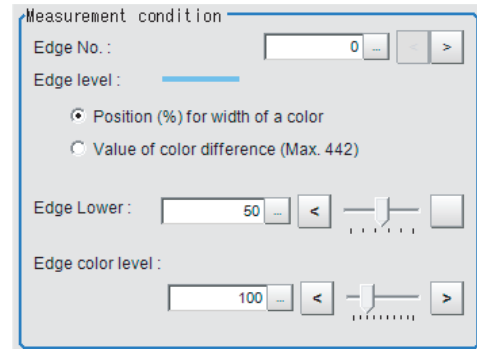 Measurement condition
Edge No. : 0 ... < >
Edge level :
Position (%) for width of a color
Value of color difference (Max. 442)
Edge Lower : 50 ... <
Edge color level :
100 ... < >